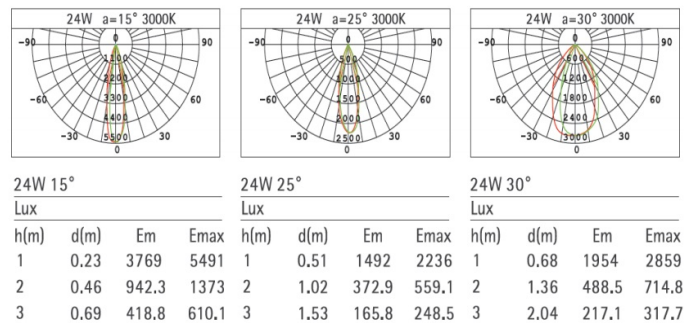 24W a=15° 3000K
-90 0 90
1100
2200
-60 3300 60
4400
-30 5500 30
0
24W a=25° 3000K
-90 0 90
500
1000
-60 1500 60
2000
-30 2500 30
0
24W a=30° 3000K
-90 0 90
600
1200
-60 1800 60
2400
-30 3000 30
0
24W 15°
Lux
h(m) d(m) Em Emax
1 0.23 3769 5491
2 0.46 942.3 1373
3 0.69 418.8 610.1
24W 25°
Lux
h(m) d(m) Em Emax
1 0.51 1492 2236
2 1.02 372.9 559.1
3 1.53 165.8 248.5
24W 30°
Lux
h(m) d(m) Em Emax
1 0.68 1954 2859
2 1.36 488.5 714.8
3 2.04 217.1 317.7